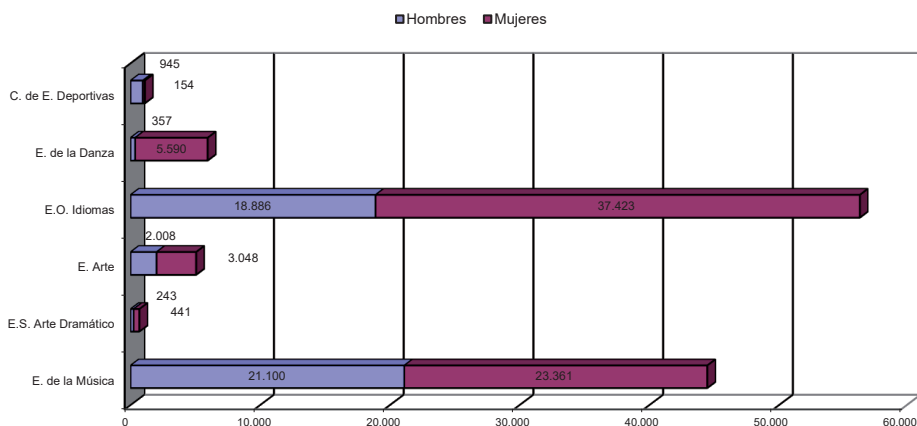 Hombres Mujeres
945
C. de E. Deportivas 154
357
E. de la Danza 5.590
E.O. Idiomas 18.886 37.423
2.008
E. Arte 3.048
243
E.S. Arte Dramático 441
E. de la Música 21.100 23.361
0 10.000 20.000 30.000 40.000 50.000 60.000